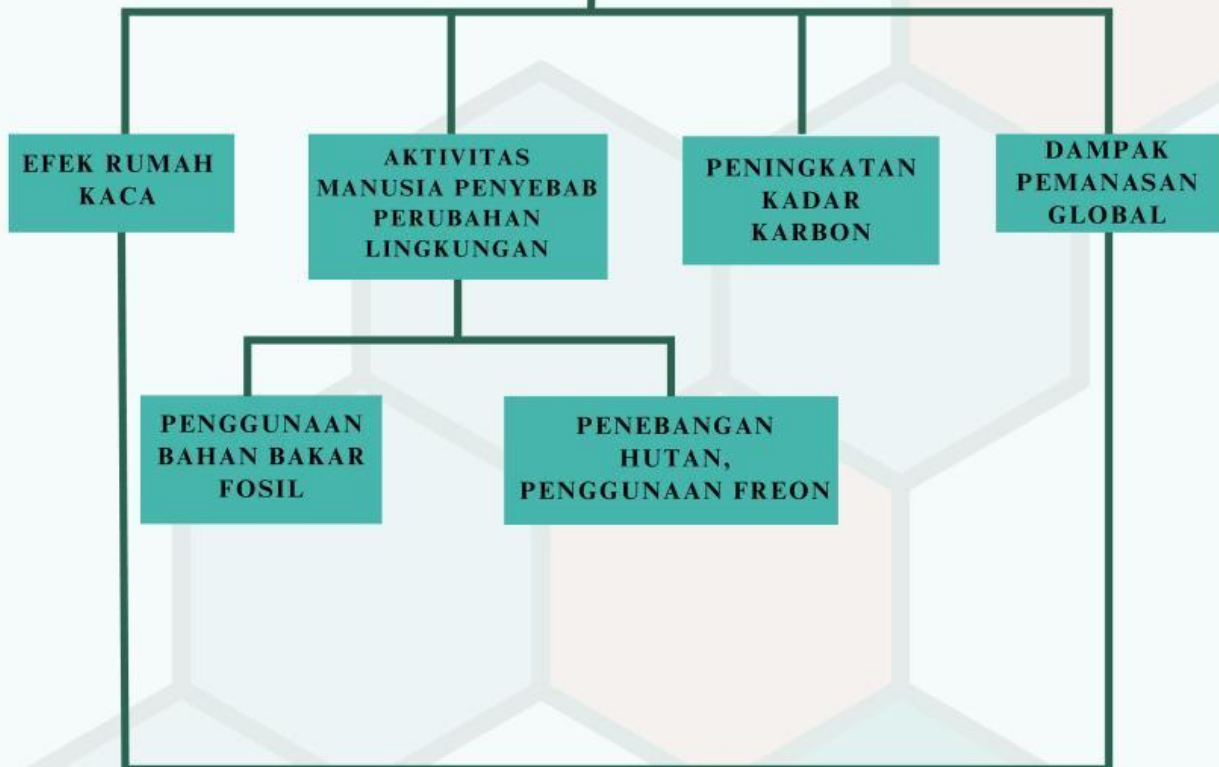 EFEK RUMAH
KACA
AKTIVITAS
MANUSIA PENYEBAB
PERUBAHAN
LINGKUNGAN
PENINGKATAN
KADAR
KARBON
DAMPAK
PEMANASAN
GLOBAL
PENGGUNAAN
BAHAN BAKAR
FOSIL
PENEBANGAN
HUTAN,
PENGGUNAAN FREON